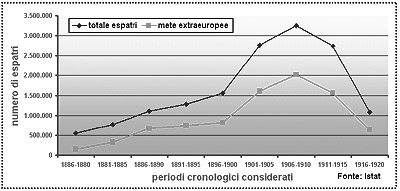 totale espatri
mete extraeuropee
numero di espatri
3.500.000
3.000.000
2.500.000
2.000.000
1.500.000
1.000.000
500.000
0
1886-1880 1881-1885 1886-1890 1891-1895 1896-1900 1901-1905 1906-1910 1911-1915 1916-1920
periodi cronologici considerati
Fonte: Istat